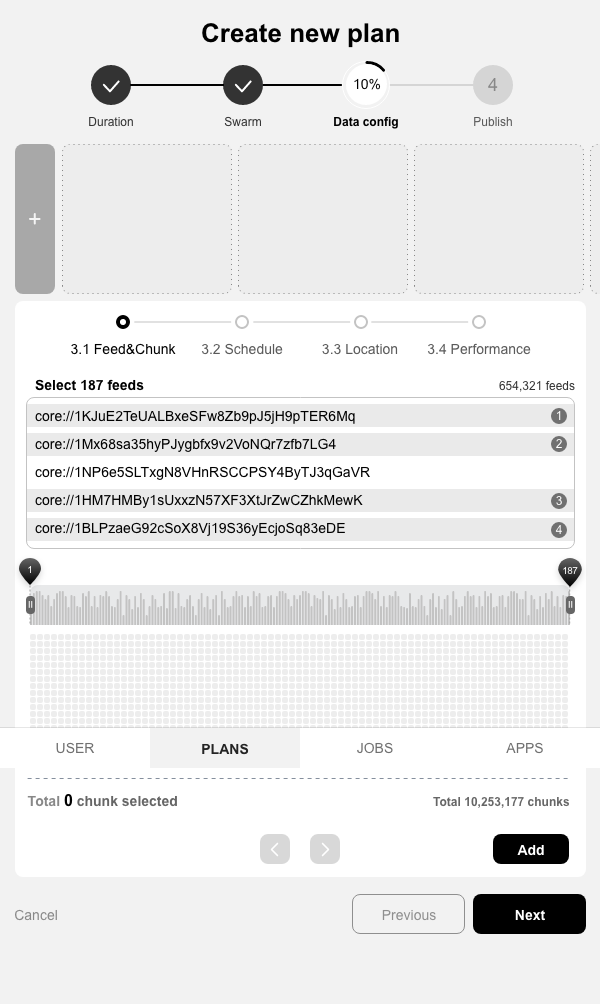 Create new plan
10%
4
Duration
Swarm
Data config
Publish
+
3.1 Feed&Chunk
3.2 Schedule
3.3 Location
3.4 Performance
Select 187 feeds
654,321 feeds
core://1KJuE2TeUALBxeSFw8Zb9pJ5jH9pTER6Mq
1
core://1Mx68sa35hyPJygbfx9v2VoNQr7zfb7LG4
2
core://1NP6e5SLTxgN8VHnRSCCPSY4ByTJ3qGaVR
core://1HM7HMBy1sUxxzN57XF3XtJrZwCZhkMewK
3
core://1BLPzaeG92cSoX8Vj19S36yEcjoSq83eDE
4
1
187
USER
PLANS
JOBS
APPS
Total 0 chunk selected
Total 10,253,177 chunks
Add
Cancel
Previous
Next